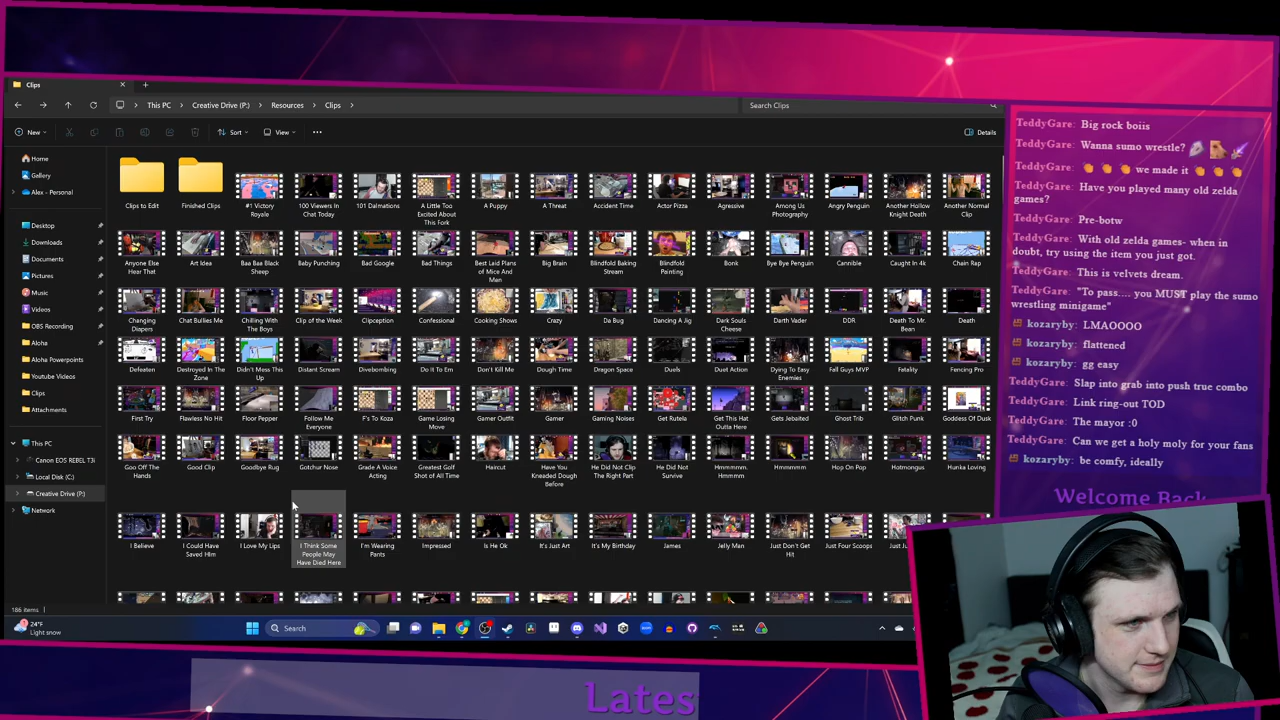 Clips
This PC
Creative Drive (P:)
Resources
Clips
Search Clips
New
Sort
View
Details
Home
Gallery
Alex - Personal
Desktop
Downloads
Documents
Pictures
Music
Videos
OBS Recording
Aloha
Aloha Powerpoints
Youtube Videos
Clips
Attachments
This PC
Canon EOS REBEL T3i
Local Disk (C:)
Creative Drive (P:)
Network
Clips to Edit
Finished Clips
#1 Victory
Royale
100 Viewers In
Chat Today
101 Dalmations
A Little Too
Excited About
This Fork
A Puppy
A Threat
Accident Time
Actor Pizza
Agressive
Among Us
Photography
Angry Penguin
Another Hollow
Knight Death
Another Normal
Clip
Anyone Else
Hear That
Art Idea
Baa Baa Black
Sheep
Baby Punching
Bad Google
Bad Things
Best Laid Plans
of Mice And
Men
Big Brain
Blindfold Baking
Stream
Blindfold
Painting
Bonk
Bye Bye Penguin
Cannible
Caught In 4k
Chain Rap
Changing
Diapers
Chat Bullies Me
Chilling With
The Boys
Clip of the Week
Clipception
Confessional
Cooking Shows
Crazy
Da Bug
Dancing A Jig
Dark Souls
Cheese
Darth Vader
DDR
Death To Mr.
Bean
Death
Defeaten
Destroyed In The
Zone
Didn't Mess This
Up
Distant Scream
Divebombing
Do It To Em
Don't Kill Me
Dough Time
Dragon Space
Duels
Duet Action
Dying To Easy
Enemies
Fall Guys MVP
Fetality
Fencing Pro
First Try
Flawless No Hit
Floor Pepper
Follow Me
Everyone
F's To Koza
Game Losing
Move
Gamer Outfit
Gamer
Gaming Noises
Get Rutela
Get This Hat
Outta Here
Gets Jebaited
Ghost Trib
Glitch Punk
Goddess Of Dusk
Goo Off The
Hands
Good Clip
Goodbye Rug
Gotchur Nose
Grade A Voice
Acting
Greatest Golf
Shot of All Time
Haircut
Have You
Kneaded Dough
Before
He Did Not Clip
The Right Part
He Did Not
Survive
Hmmmmm.
Hmmmm
Hmmmmm
Hop On Pop
Hotmongus
Hunka Loving
I Believe
I Could Have
Saved Him
I Love My Lips
I Think Some
People May
Have Died Here
I'm Wearing
Pants
Impressed
Is He Ok
It's Just Art
It's My Birthday
James
Jelly Man
Just Don't Get
Hit
Just Four Scoops
186 items
24°F
Light snow
Search
TeddyGare: Big rock boiis
TeddyGare: Wanna sumo wrestle?
TeddyGare: 👏 👏 👏 we made it 👏 👏 👏
TeddyGare: Have you played many old zelda
games?
TeddyGare: Pre-botw
TeddyGare: With old zelda games- when in
doubt, try using the item you just got.
TeddyGare: This is velvets dream.
TeddyGare: "To pass.... you MUST play the sumo
wrestling minigame"
kozaryby: LMAOOOO
kozaryby: flattened
kozaryby: gg easy
TeddyGare: Slap into grab into push true combo
TeddyGare: Link ring-out TOD
TeddyGare: The mayor :0
TeddyGare: Can we get a holy moly for your fans
kozaryby: be comfy, ideally
Welcome Back
Lates